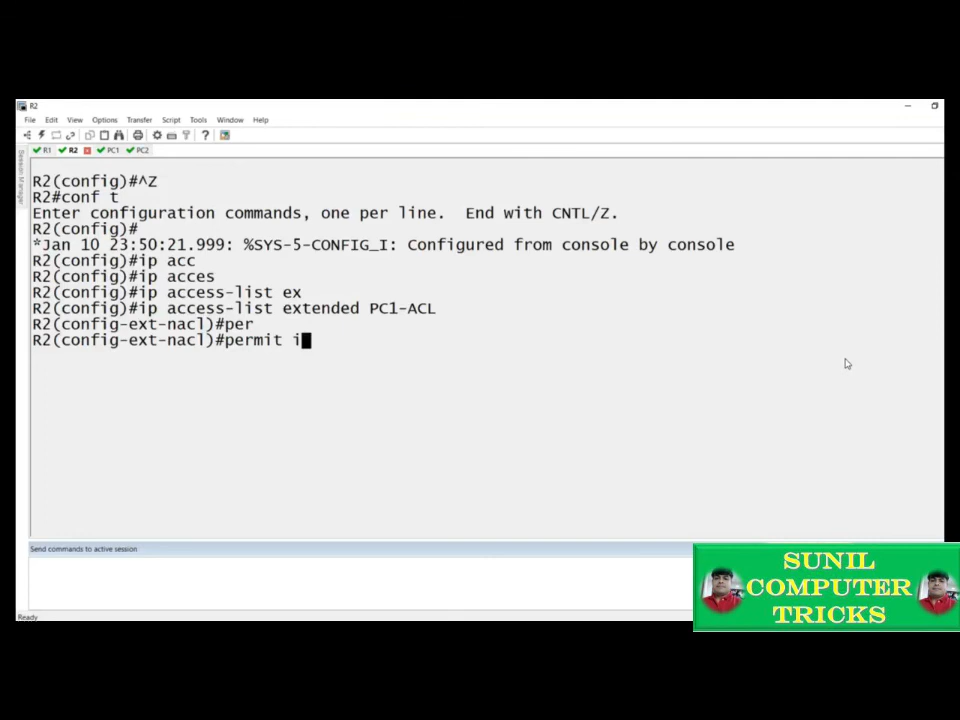 R2
File Edit View Options Transfer Script Tools Window Help
R1 R2 PC1 PC2
Session Manager
R2(config)#^Z
R2#conf t
Enter configuration commands, one per line.  End with CNTL/Z.
R2(config)#
*Jan 10 23:50:21.999: %SYS-5-CONFIG_I: Configured from console by console
R2(config)#ip acc
R2(config)#ip acces
R2(config)#ip access-list ex
R2(config)#ip access-list extended PC1-ACL
R2(config-ext-nacl)#per
R2(config-ext-nacl)#permit i
Send commands to active session
Ready
SUNIL
COMPUTER
TRICKS